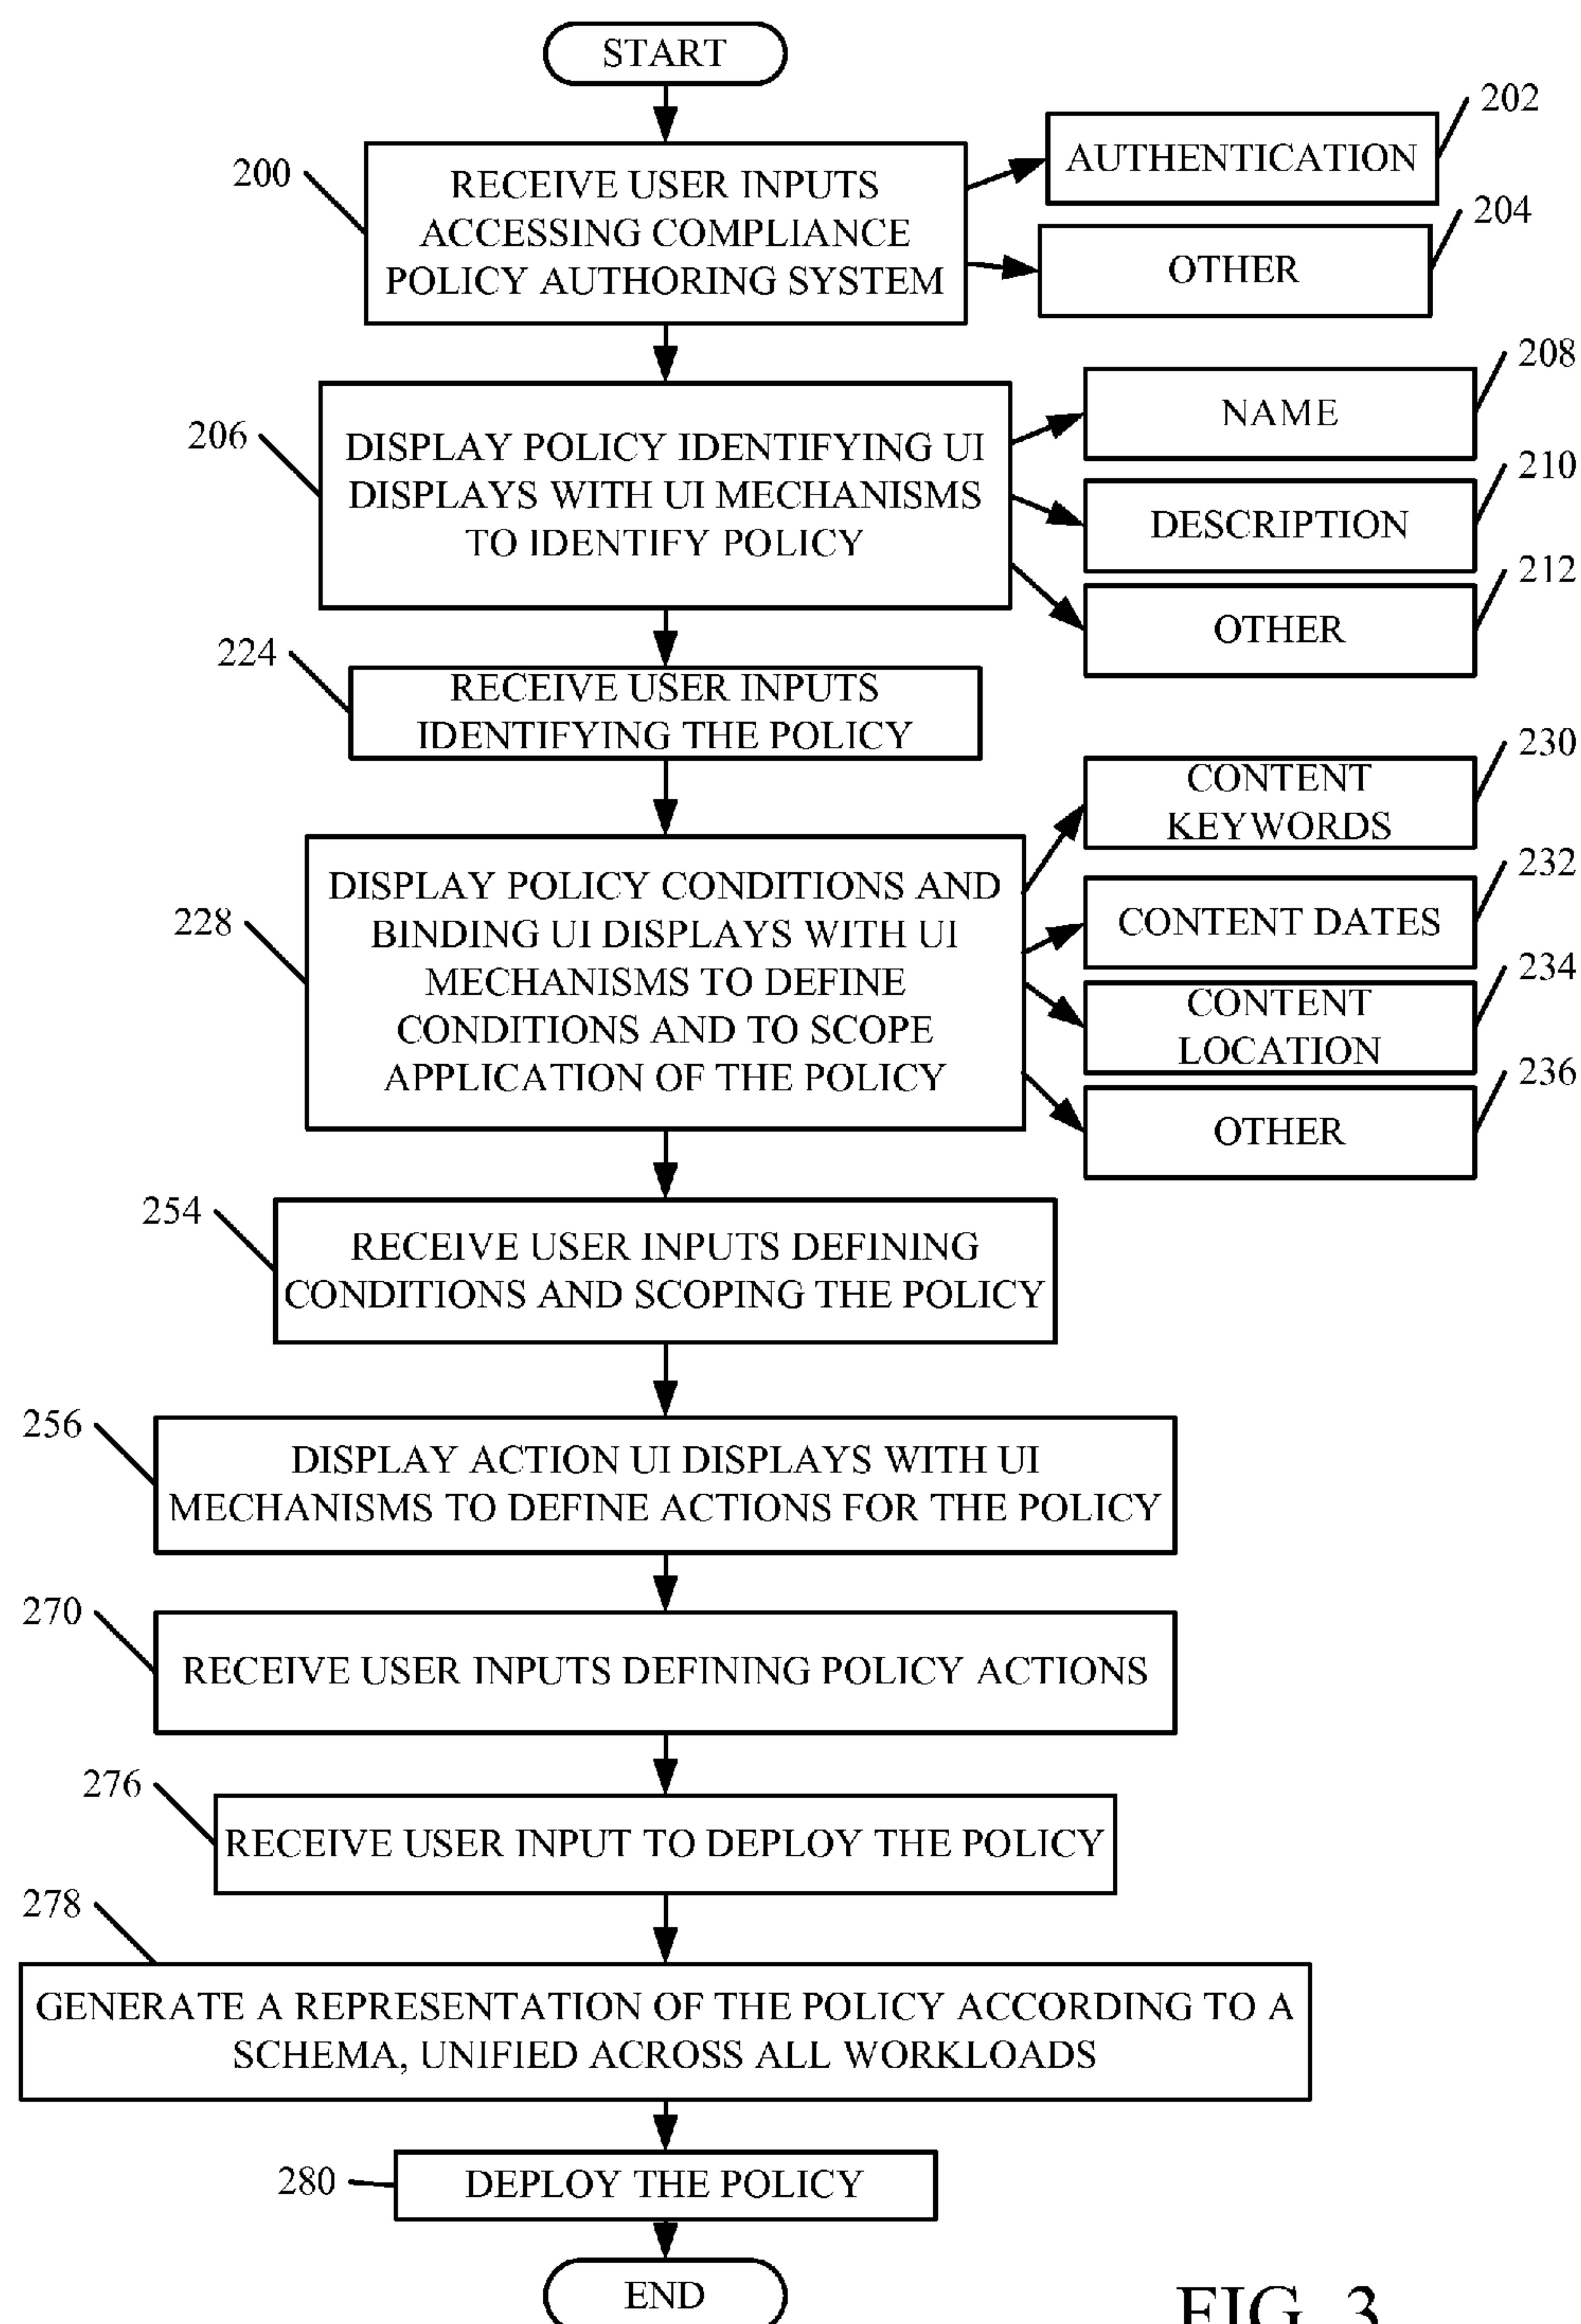 START
200
RECEIVE USER INPUTS
ACCESSING COMPLIANCE
POLICY AUTHORING SYSTEM
202
AUTHENTICATION
204
OTHER
206
DISPLAY POLICY IDENTIFYING UI
DISPLAYS WITH UI MECHANISMS
TO IDENTIFY POLICY
208
NAME
210
DESCRIPTION
212
OTHER
224
RECEIVE USER INPUTS
IDENTIFYING THE POLICY
228
DISPLAY POLICY CONDITIONS AND
BINDING UI DISPLAYS WITH UI
MECHANISMS TO DEFINE
CONDITIONS AND TO SCOPE
APPLICATION OF THE POLICY
230
CONTENT
KEYWORDS
232
CONTENT DATES
234
CONTENT
LOCATION
236
OTHER
254
RECEIVE USER INPUTS DEFINING
CONDITIONS AND SCOPING THE POLICY
256
DISPLAY ACTION UI DISPLAYS WITH UI
MECHANISMS TO DEFINE ACTIONS FOR THE POLICY
270
RECEIVE USER INPUTS DEFINING POLICY ACTIONS
276
RECEIVE USER INPUT TO DEPLOY THE POLICY
278
GENERATE A REPRESENTATION OF THE POLICY ACCORDING TO A
SCHEMA, UNIFIED ACROSS ALL WORKLOADS
280
DEPLOY THE POLICY
END
FIG. 3